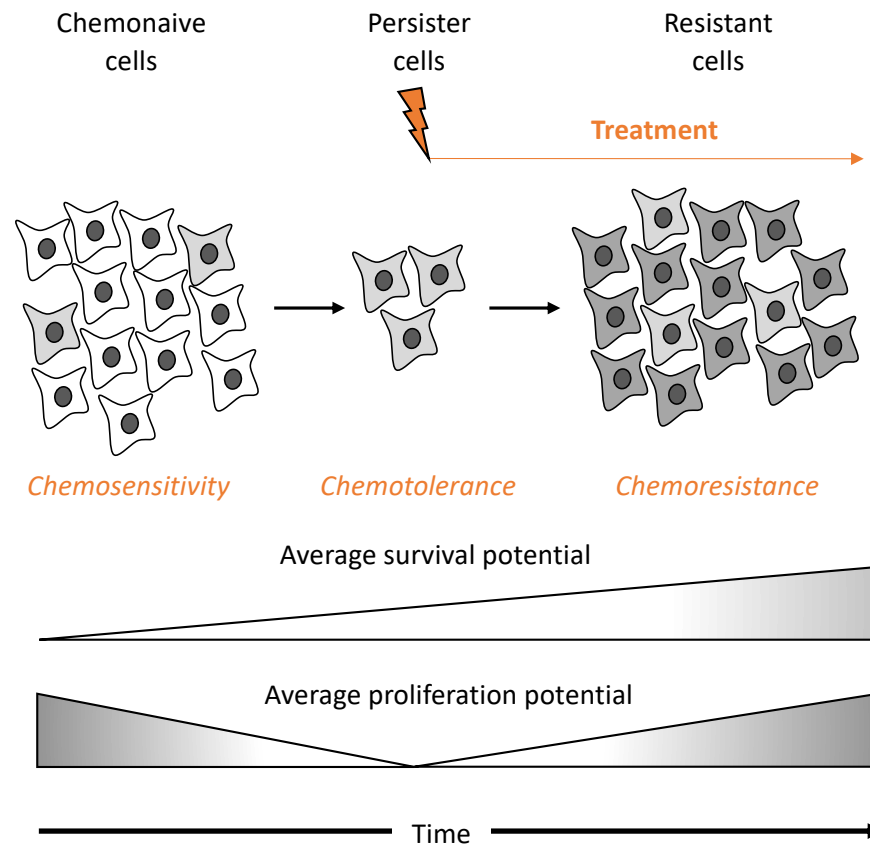 Chemonaive
cells
Persister
cells
Resistant
cells
Treatment
Chemosensitivity
Chemotolerance
Chemoresistance
Average survival potential
Average proliferation potential
Time